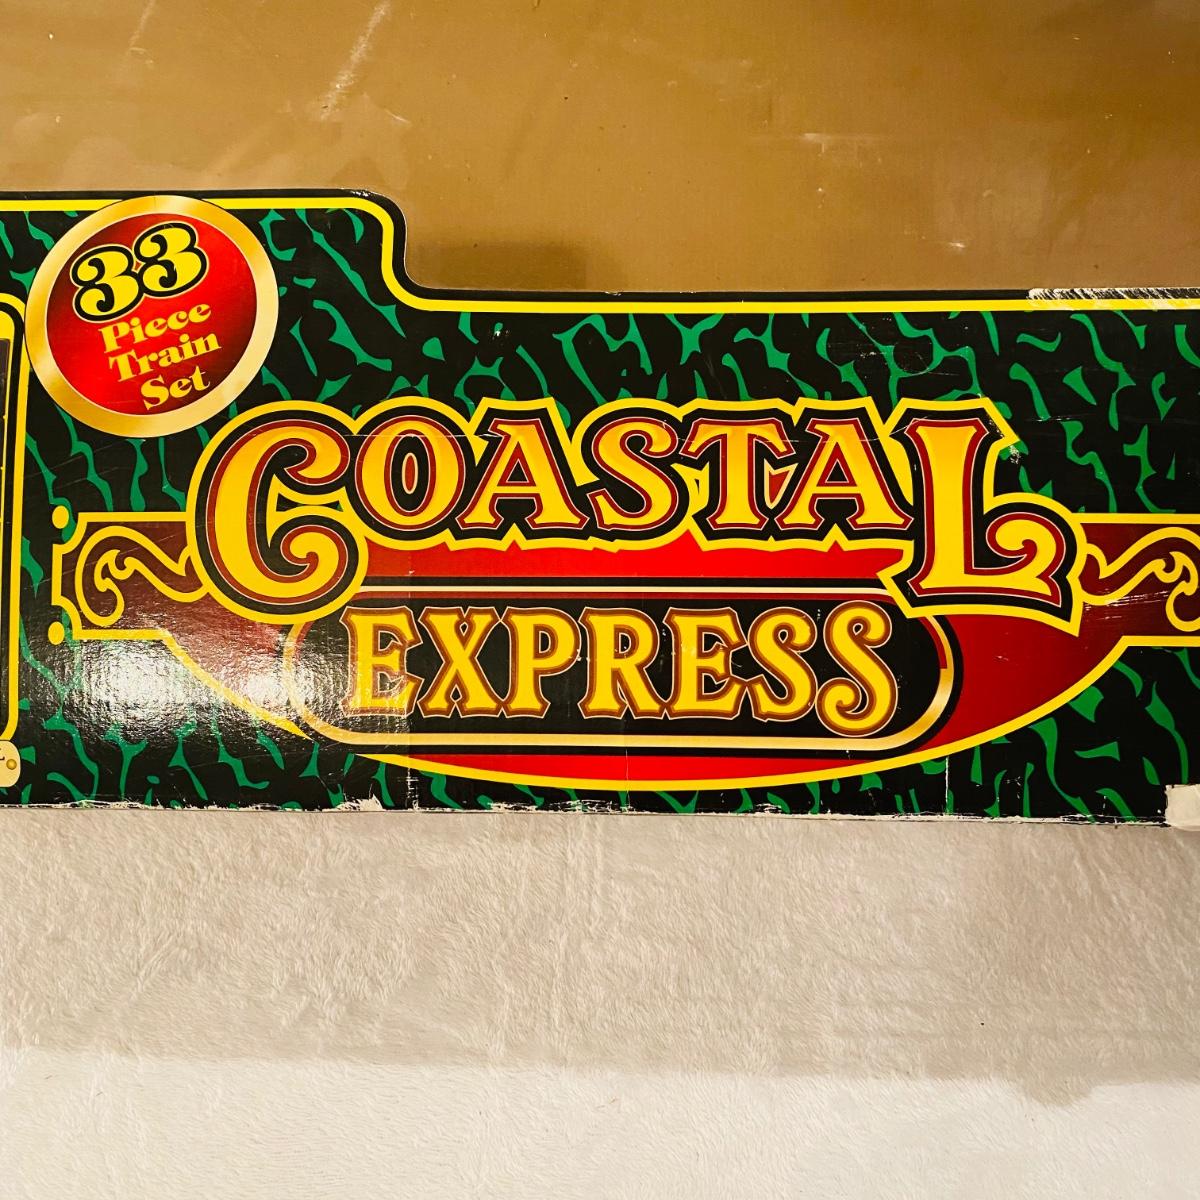 33
Piece
Train
Set
COASTAL
EXPRESS